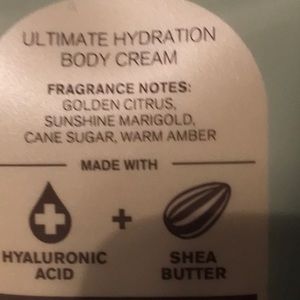 ULTIMATE HYDRATION
BODY CREAM
FRAGRANCE NOTES:
GOLDEN CITRUS,
SUNSHINE MARIGOLD,
CANE SUGAR, WARM AMBER
MADE WITH
+
HYALURONIC SHEA
ACID BUTTER